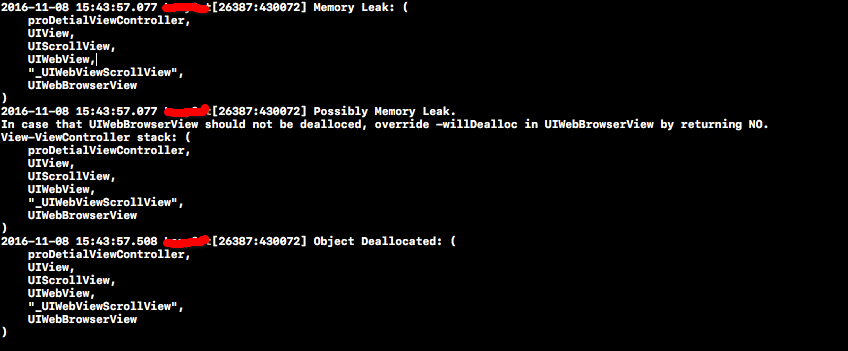 2016-11-08 15:43:57.077 t[26387:430072] Memory Leak: (
proDetialViewController,
UIView,
UIScrollView,
UIWebView,
"_UIWebViewScrollView",
UIWebBrowserView
)
2016-11-08 15:43:57.077 t[26387:430072] Possibly Memory Leak.
In case that UIWebBrowserView should not be dealloced, override -willDealloc in UIWebBrowserView by returning NO.
View-ViewController stack: (
proDetialViewController,
UIView,
UIScrollView,
UIWebView,
"_UIWebViewScrollView",
UIWebBrowserView
)
2016-11-08 15:43:57.508 t[26387:430072] Object Deallocated: (
proDetialViewController,
UIView,
UIScrollView,
UIWebView,
"_UIWebViewScrollView",
UIWebBrowserView
)